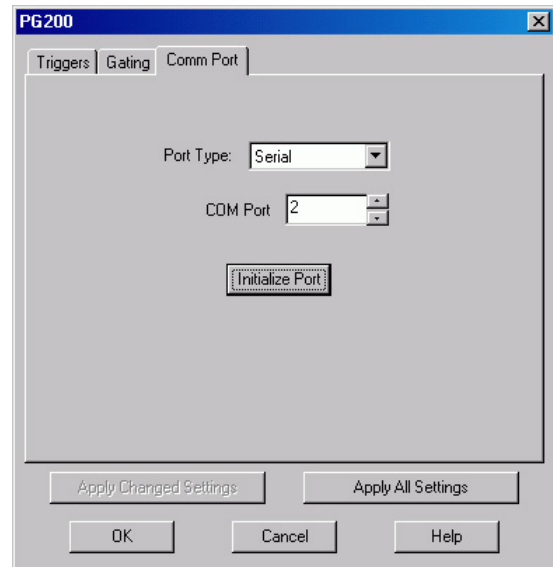 PG200
Triggers Gating Comm Port
Port Type: Serial
COM Port 2
Initialize Port
Apply Changed Settings Apply All Settings
OK Cancel Help